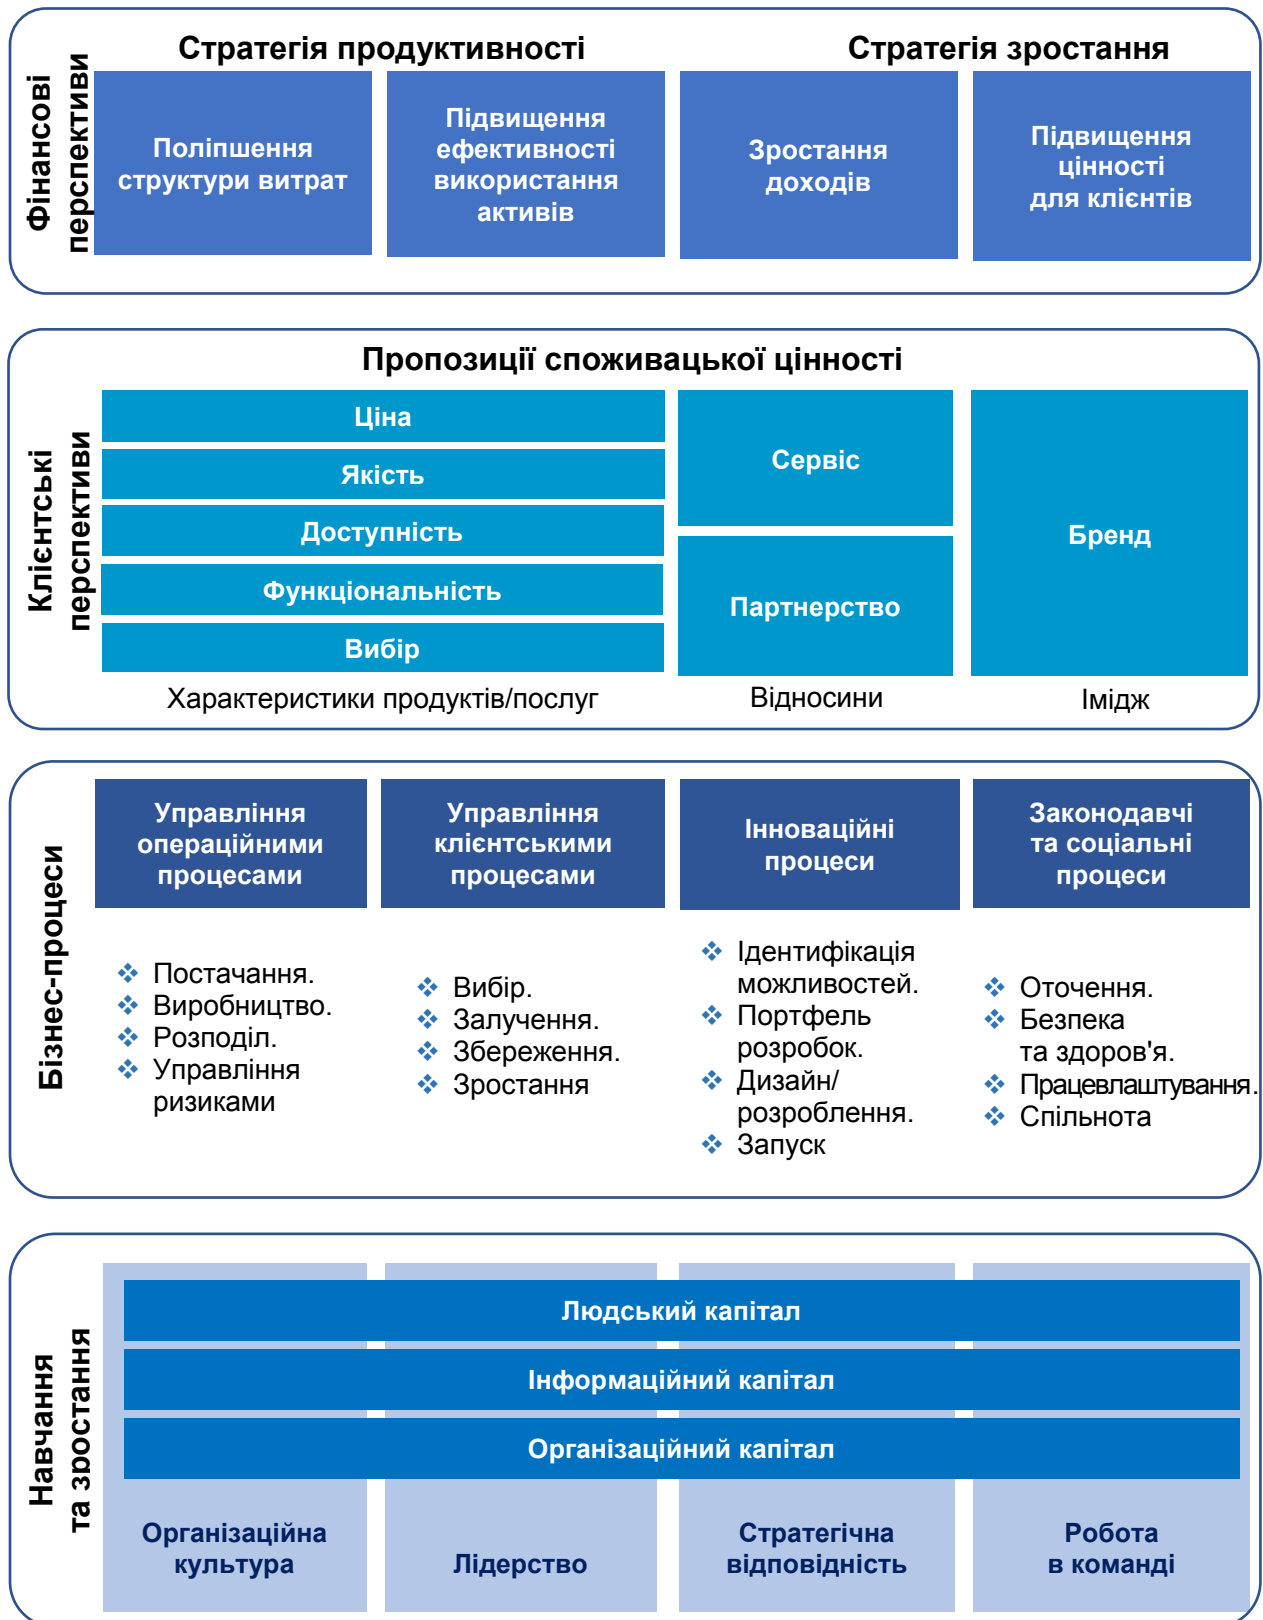 Фінансові
перспективи
Стратегія продуктивності
Стратегія зростання
Поліпшення
структури витрат
Підвищення
ефективності
використання
активів
Зростання
доходів
Підвищення
цінності
для клієнтів
Клієнтські
перспективи
Пропозиції споживацької цінності
Ціна
Якість
Доступність
Функціональність
Вибір
Характеристики продуктів/послуг
Сервіс
Партнерство
Відносини
Бренд
Імідж
Бізнес-процеси
Управління
операційними
процесами
❖ Постачання.
❖ Виробництво.
❖ Розподіл.
❖ Управління
ризиками
Управління
клієнтськими
процесами
❖ Вибір.
❖ Залучення.
❖ Збереження.
❖ Зростання
Інноваційні
процеси
❖ Ідентифікація
можливостей.
❖ Портфель
розробок.
❖ Дизайн/
розроблення.
❖ Запуск
Законодавчі
та соціальні
процеси
❖ Оточення.
❖ Безпека
та здоров'я.
❖ Працевлаштування.
❖ Спільнота
Навчання
та зростання
Людський капітал
Інформаційний капітал
Організаційний капітал
Організаційна
культура
Лідерство
Стратегічна
відповідність
Робота
в команді